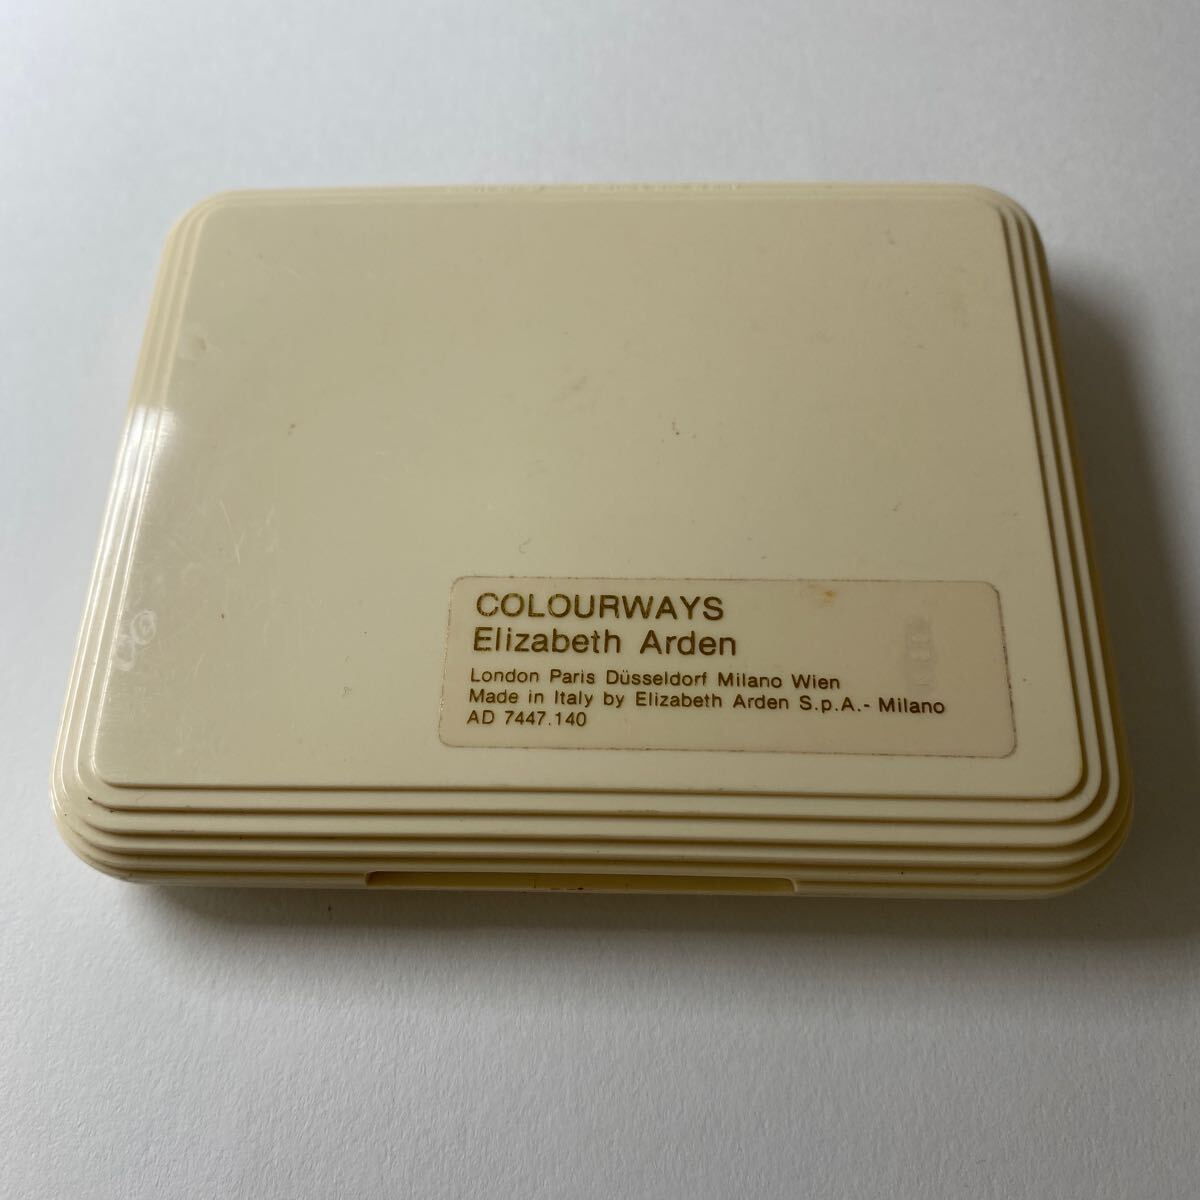 COLOURWAYS
Elizabeth Arden
London Paris Düsseldorf Milano Wien
Made in Italy by Elizabeth Arden S.p.A.- Milano
AD 7447.140